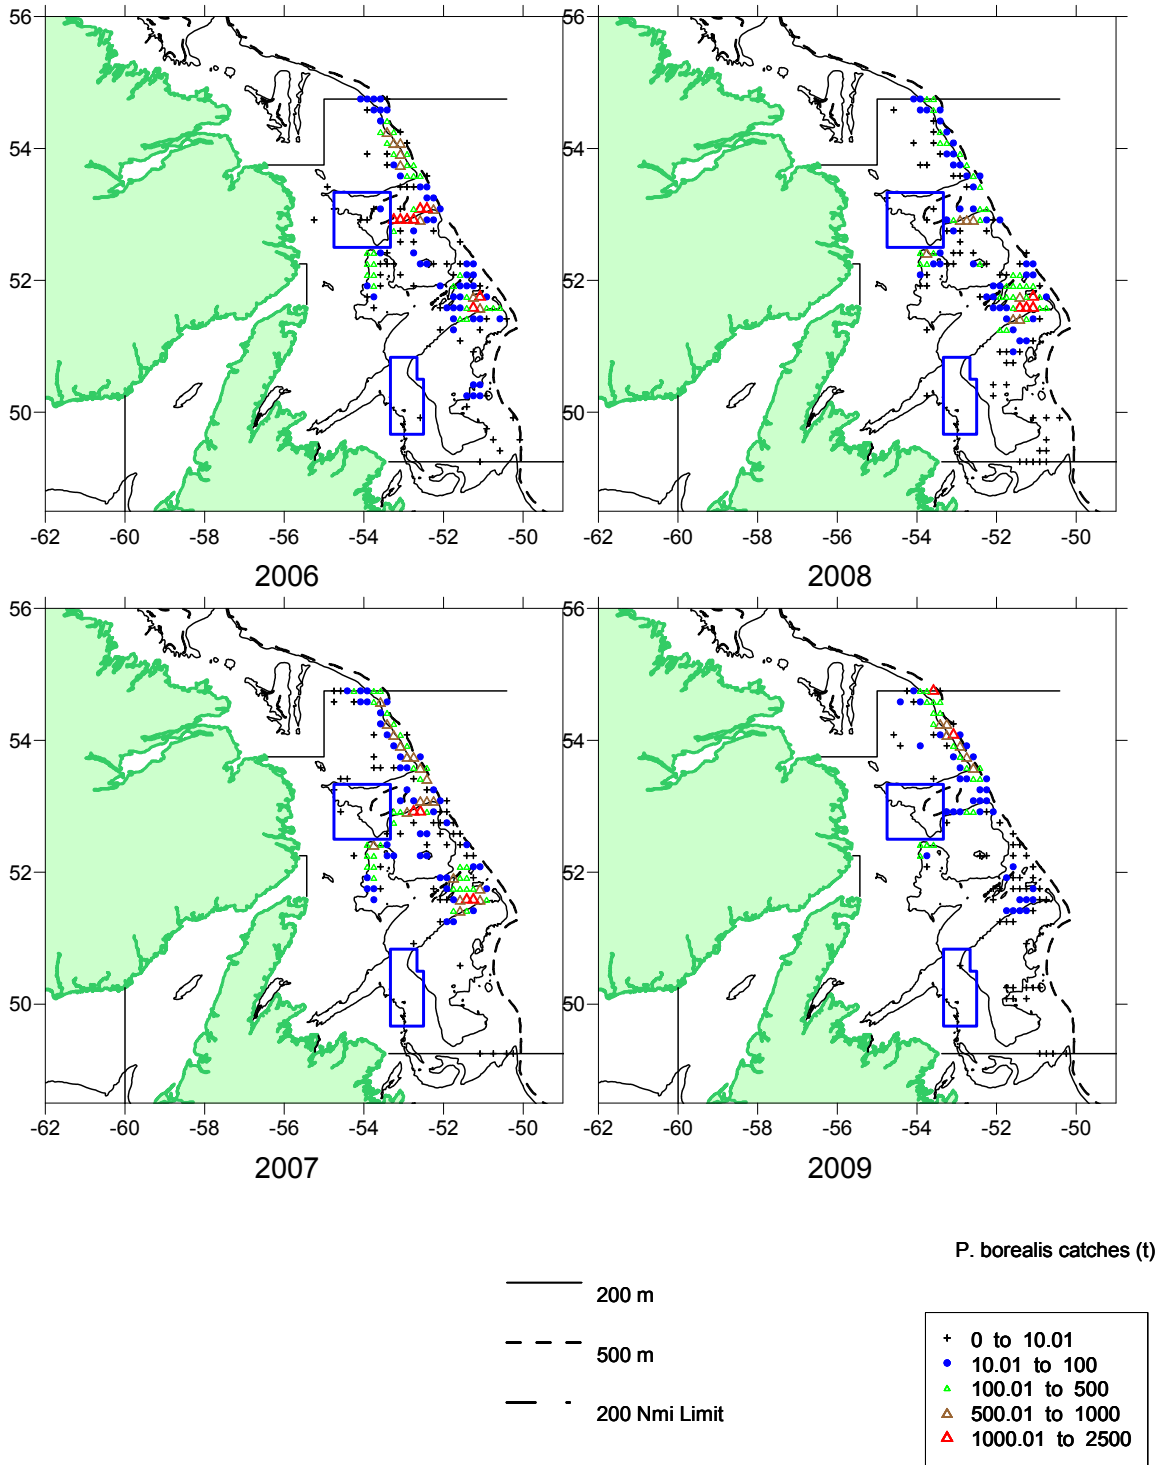 56
54
52
50
-62 -60 -58 -56 -54 -52 -50
2006
56
54
52
50
-62 -60 -58 -56 -54 -52 -50
2008
56
54
52
50
-62 -60 -58 -56 -54 -52 -50
2007
56
54
52
50
-62 -60 -58 -56 -54 -52 -50
2009
200 m
500 m
200 Nmi Limit
P. borealis catches (t)
0 to 10.01
10.01 to 100
100.01 to 500
500.01 to 1000
1000.01 to 2500